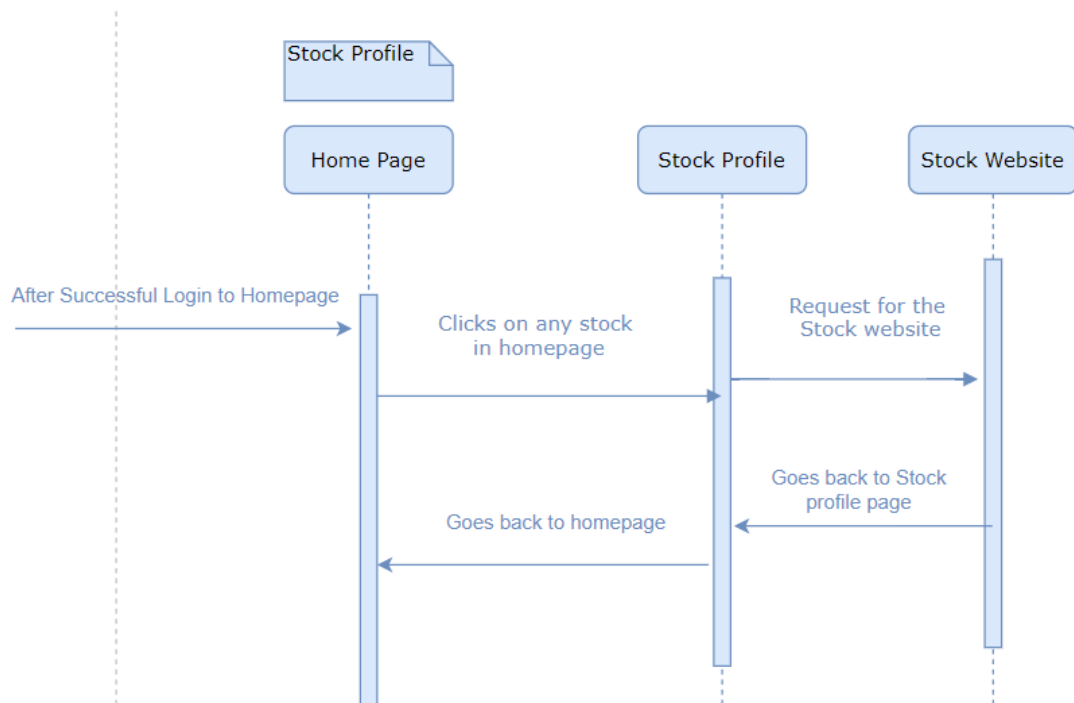 Stock Profile
Home Page
Stock Profile
Stock Website
After Successful Login to Homepage
Clicks on any stock
in homepage
Request for the
Stock website
Goes back to Stock
profile page
Goes back to homepage